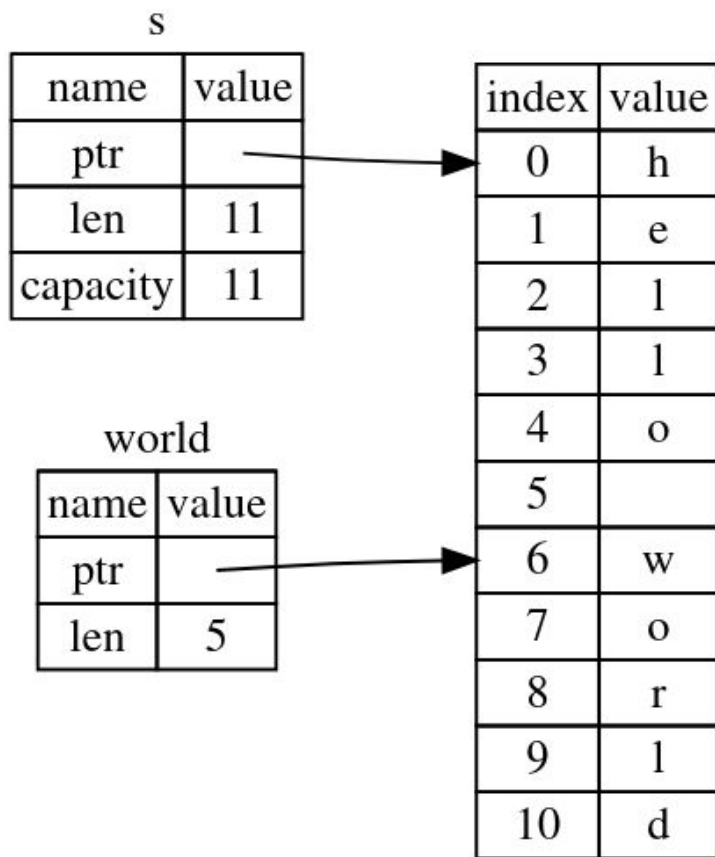 s
name value
ptr
len 11
capacity 11
world
name value
ptr
len 5
index value
0 h
1 e
2 l
3 l
4 o
5
6 w
7 o
8 r
9 l
10 d